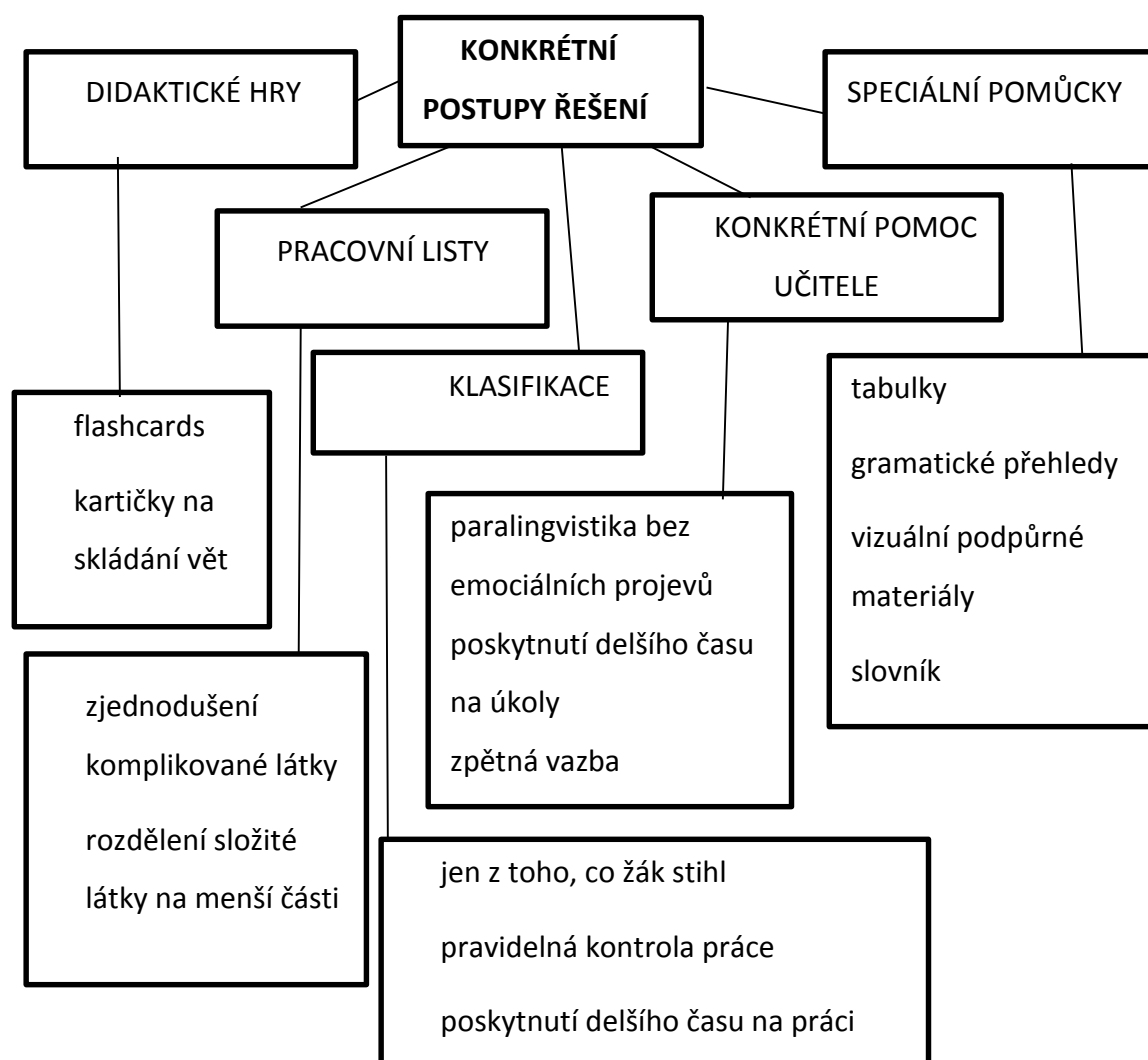 KONKRÉTNÍ
POSTUPY ŘEŠENÍ
DIDAKTICKÉ HRY
SPECIÁLNÍ POMŮCKY
PRACOVNÍ LISTY
KONKRÉTNÍ POMOC
UČITELE
KLASIFIKACE
flashcards
kartičky na
skládání vět
tabulky
gramatické přehledy
vizuální podpůrné
materiály
slovník
paralingvistika bez
emociálních projevů
poskytnutí delšího času
na úkoly
zpětná vazba
zjednodušení
komplikované látky
rozdělení složité
látky na menší části
jen z toho, co žák stihl
pravidelná kontrola práce
poskytnutí delšího času na práci